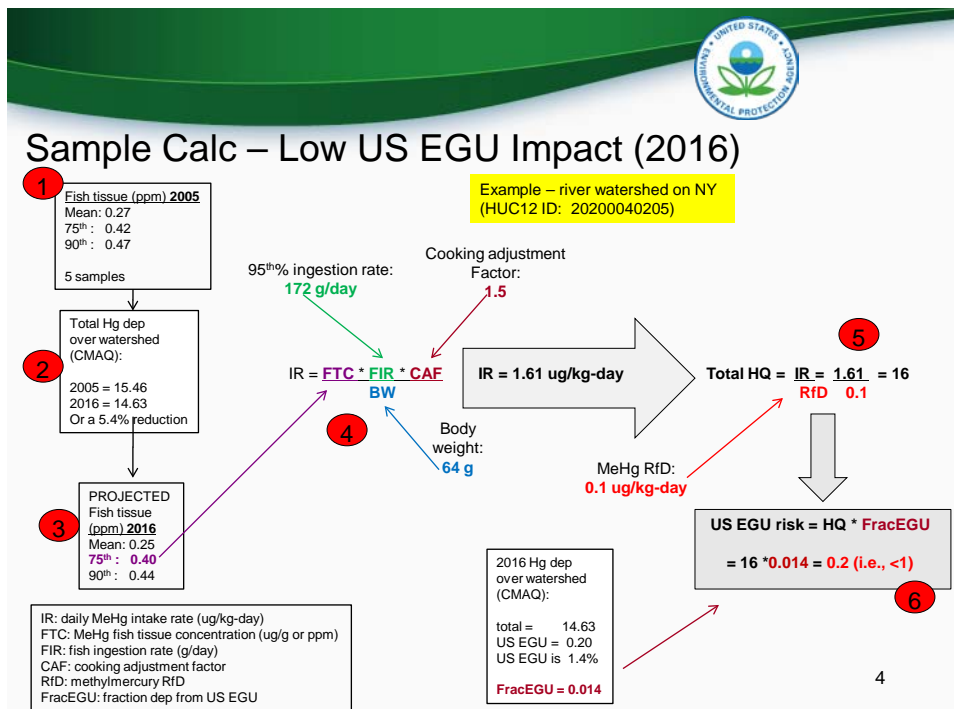 UNITED STATES
ENVIRONMENTAL PROTECTION AGENCY
Sample Calc – Low US EGU Impact (2016)
1
Fish tissue (ppm) 2005
Mean: 0.27
75th : 0.42
90th : 0.47
5 samples
Example – river watershed on NY
(HUC12 ID: 20200040205)
95th% ingestion rate:
172 g/day
Cooking adjustment
Factor:
1.5
2
Total Hg dep
over watershed
(CMAQ):
2005 = 15.46
2016 = 14.63
Or a 5.4% reduction
IR = FTC * FIR * CAF
BW
4
Body
weight:
64 g
IR = 1.61 ug/kg-day
5
Total HQ = IR = 1.61 = 16
RfD 0.1
MeHg RfD:
0.1 ug/kg-day
3
PROJECTED
Fish tissue
(ppm) 2016
Mean: 0.25
75th : 0.40
90th : 0.44
US EGU risk = HQ * FracEGU
= 16 *0.014 = 0.2 (i.e., <1)
6
2016 Hg dep
over watershed
(CMAQ):
total = 14.63
US EGU = 0.20
US EGU is 1.4%
FracEGU = 0.014
IR: daily MeHg intake rate (ug/kg-day)
FTC: MeHg fish tissue concentration (ug/g or ppm)
FIR: fish ingestion rate (g/day)
CAF: cooking adjustment factor
RfD: methylmercury RfD
FracEGU: fraction dep from US EGU
4